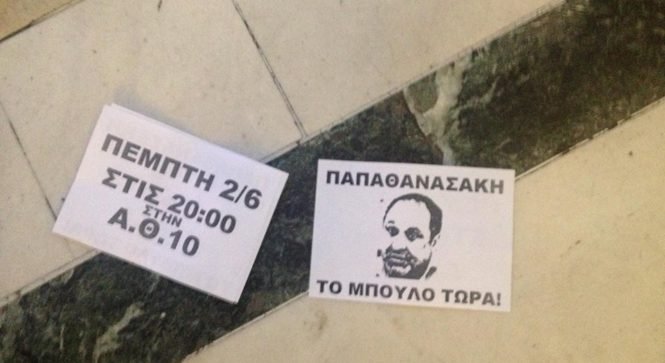 ΠΕΜΠΤΗ 2/6
ΣΤΙΣ 20:00
ΣΤΗΝ
Α.Θ.10
ΠΑΠΑΘΑΝΑΣΑΚΗ
ΤΟ ΜΠΟΥΛΟ ΤΩΡΑ!